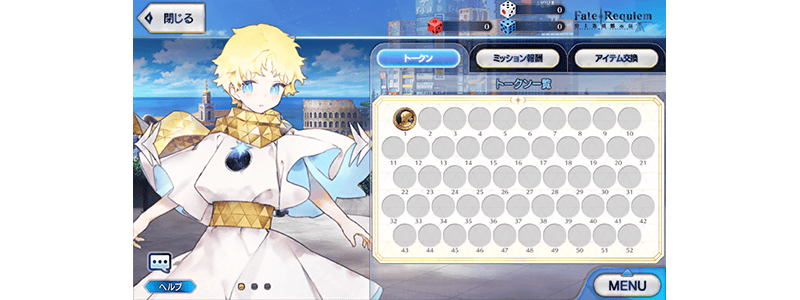 閉じる
0
0
0
0
Fate Requiem
トークン
ミッション報酬
アイテム交換
トークン一覧
1 2 3 4 5 6 7 8 9 10
11 12 13 14 15 16 17 18 19 20 21
22 23 24 25 26 27 28 29 30 31
32 33 34 35 36 37 38 39 40 41 42
43 44 45 46 47 48 49 50 51 52
ヘルプ
MENU